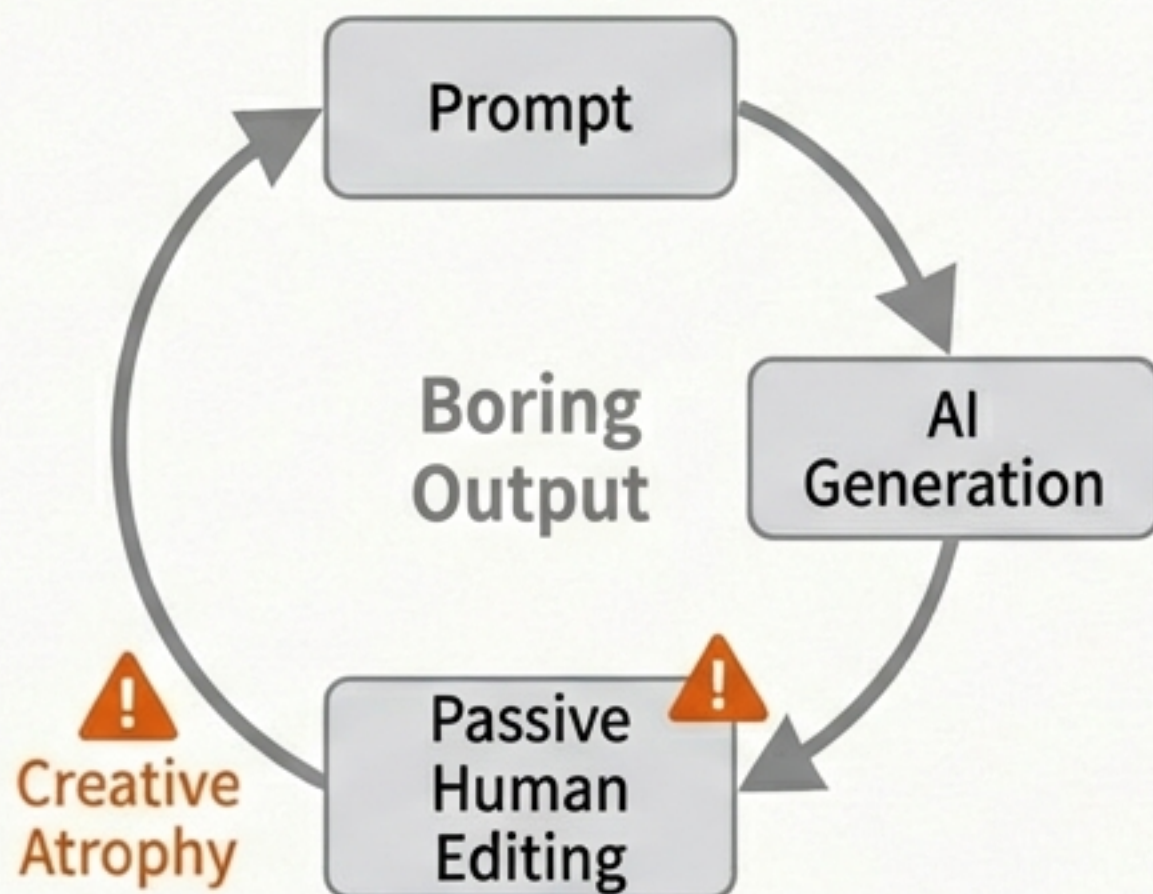 Prompt
AI
Generation
Boring
Output
Passive
Human
Editing
Creative
Atrophy